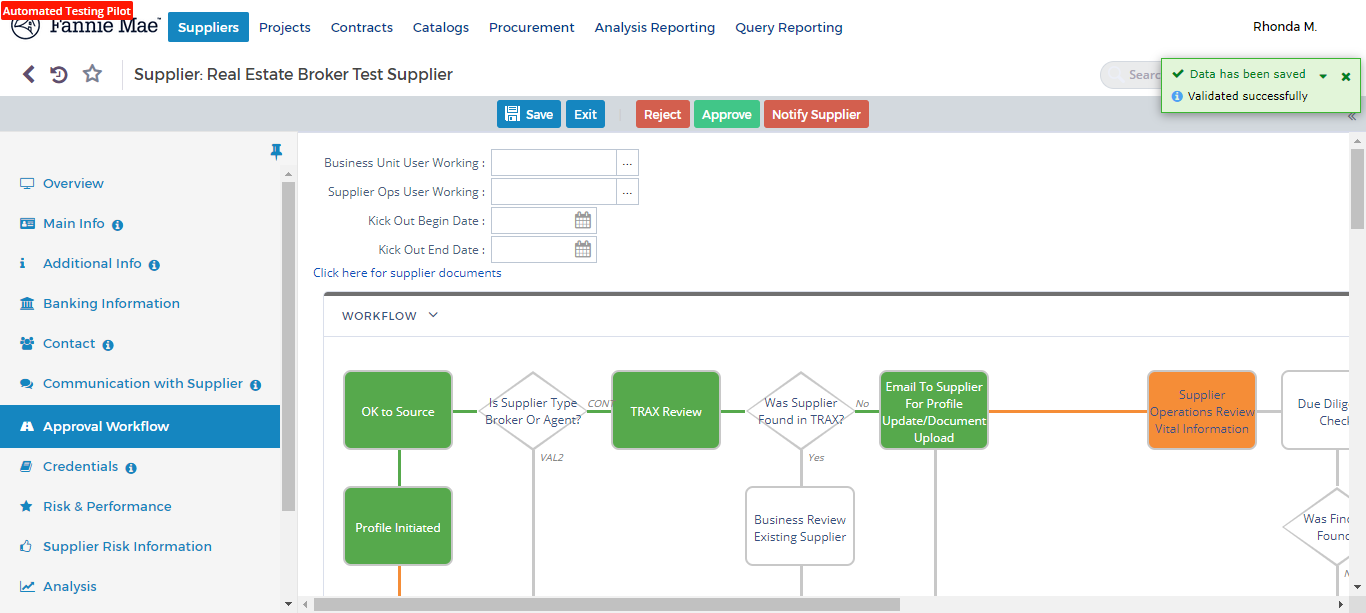 Automated Testing Pilot
Fannie Mae
Suppliers
Projects
Contracts
Catalogs
Procurement
Analysis Reporting
Query Reporting
Rhonda M.
Supplier: Real Estate Broker Test Supplier
Searc
Data has been saved
Validated successfully
Save
Exit
Reject
Approve
Notify Supplier
Overview
Main Info
Additional Info
Banking Information
Contact
Communication with Supplier
Approval Workflow
Credentials
Risk & Performance
Supplier Risk Information
Analysis
Business Unit User Working :
...
Supplier Ops User Working :
...
Kick Out Begin Date :
Kick Out End Date :
Click here for supplier documents
WORKFLOW
OK to Source
Is Supplier Type
Broker Or Agent?
CONT
VAL2
TRAX Review
Was Supplier
Found in TRAX?
No
Yes
Email To Supplier
For Profile
Update/Document
Upload
Supplier
Operations Review
Vital Information
Due Dilig
Check
Profile Initiated
Business Review
Existing Supplier
Was Find
Found